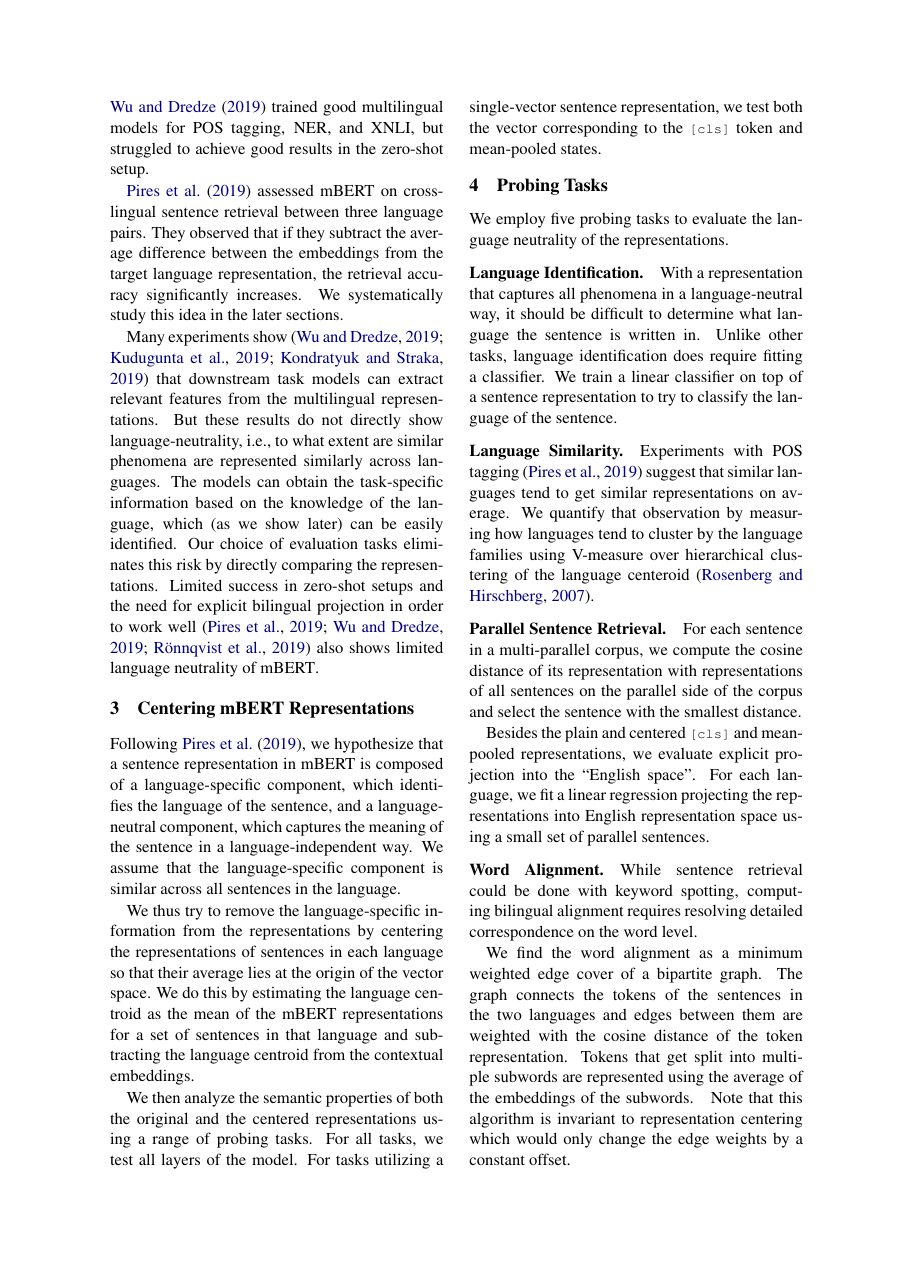 Wu and Dredze (2019) trained good multilingual
models for POS tagging, NER, and XNLI, but
struggled to achieve good results in the zero-shot
setup.
Pires et al. (2019) assessed mBERT on cross-
lingual sentence retrieval between three language
pairs. They observed that if they subtract the aver-
age difference between the embeddings from the
target language representation, the retrieval accu-
racy significantly increases. We systematically
study this idea in the later sections.
Many experiments show (Wu and Dredze, 2019;
Kudugunta et al., 2019; Kondratyuk and Straka,
2019) that downstream task models can extract
relevant features from the multilingual represen-
tations. But these results do not directly show
language-neutrality, i.e., to what extent are similar
phenomena are represented similarly across lan-
guages. The models can obtain the task-specific
information based on the knowledge of the lan-
guage, which (as we show later) can be easily
identified. Our choice of evaluation tasks elimi-
nates this risk by directly comparing the represen-
tations. Limited success in zero-shot setups and
the need for explicit bilingual projection in order
to work well (Pires et al., 2019; Wu and Dredze,
2019; Rönnqvist et al., 2019) also shows limited
language neutrality of mBERT.
3 Centering mBERT Representations
Following Pires et al. (2019), we hypothesize that
a sentence representation in mBERT is composed
of a language-specific component, which identi-
fies the language of the sentence, and a language-
neutral component, which captures the meaning of
the sentence in a language-independent way. We
assume that the language-specific component is
similar across all sentences in the language.
We thus try to remove the language-specific in-
formation from the representations by centering
the representations of sentences in each language
so that their average lies at the origin of the vector
space. We do this by estimating the language cen-
troid as the mean of the mBERT representations
for a set of sentences in that language and sub-
tracting the language centroid from the contextual
embeddings.
We then analyze the semantic properties of both
the original and the centered representations us-
ing a range of probing tasks. For all tasks, we
test all layers of the model. For tasks utilizing a
single-vector sentence representation, we test both
the vector corresponding to the [cls] token and
mean-pooled states.
4 Probing Tasks
We employ five probing tasks to evaluate the lan-
guage neutrality of the representations.
Language Identification. With a representation
that captures all phenomena in a language-neutral
way, it should be difficult to determine what lan-
guage the sentence is written in. Unlike other
tasks, language identification does require fitting
a classifier. We train a linear classifier on top of
a sentence representation to try to classify the lan-
guage of the sentence.
Language Similarity. Experiments with POS
tagging (Pires et al., 2019) suggest that similar lan-
guages tend to get similar representations on av-
erage. We quantify that observation by measur-
ing how languages tend to cluster by the language
families using V-measure over hierarchical clus-
tering of the language centeroid (Rosenberg and
Hirschberg, 2007).
Parallel Sentence Retrieval. For each sentence
in a multi-parallel corpus, we compute the cosine
distance of its representation with representations
of all sentences on the parallel side of the corpus
and select the sentence with the smallest distance.
Besides the plain and centered [cls] and mean-
pooled representations, we evaluate explicit pro-
jection into the “English space”. For each lan-
guage, we fit a linear regression projecting the rep-
resentations into English representation space us-
ing a small set of parallel sentences.
Word Alignment. While sentence retrieval
could be done with keyword spotting, comput-
ing bilingual alignment requires resolving detailed
correspondence on the word level.
We find the word alignment as a minimum
weighted edge cover of a bipartite graph. The
graph connects the tokens of the sentences in
the two languages and edges between them are
weighted with the cosine distance of the token
representation. Tokens that get split into multi-
ple subwords are represented using the average of
the embeddings of the subwords. Note that this
algorithm is invariant to representation centering
which would only change the edge weights by a
constant offset.